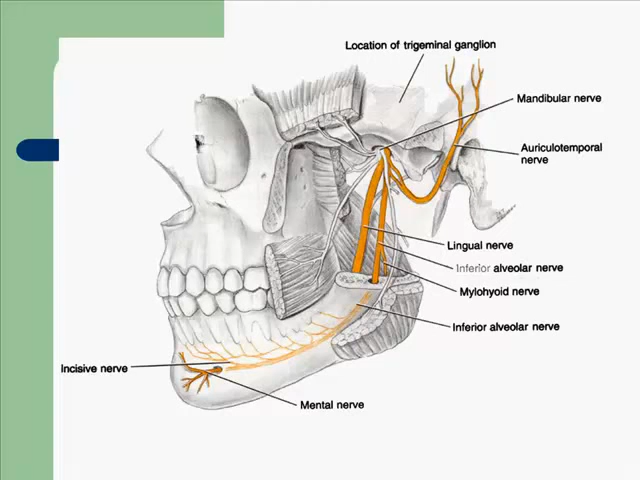 Location of trigeminal ganglion
Mandibular nerve
Auriculotemporal
nerve
Lingual nerve
Inferior alveolar nerve
Mylohyoid nerve
Inferior alveolar nerve
Incisive nerve
Mental nerve